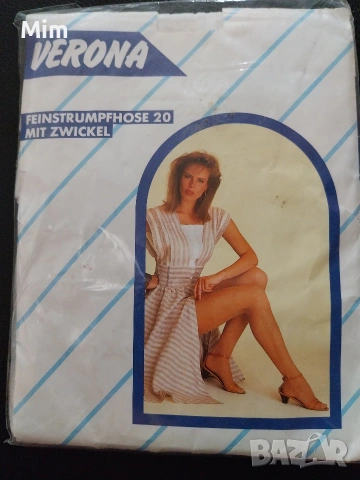 Mim
VERONA
FEINSTRUMPFHOSE 20
MIT ZWICKEL
BAZAR